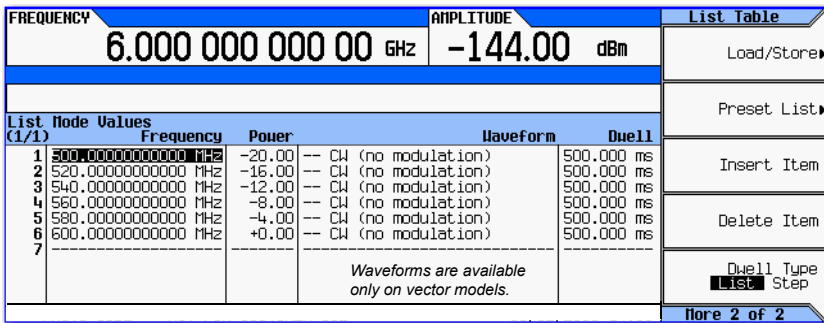 FREQUENCY AMPLITUDE List Table
6.000 000 000 00 GHz -144.00 dBm
Load/Store
Preset List
List Mode Values
(1/1) Frequency Power Waveform Dwell
1 500.00000000000 MHz -20.00 -- CW (no modulation) 500.000 ms
2 520.00000000000 MHz -16.00 -- CW (no modulation) 500.000 ms
3 540.00000000000 MHz -12.00 -- CW (no modulation) 500.000 ms
4 560.00000000000 MHz -8.00 -- CW (no modulation) 500.000 ms
5 580.00000000000 MHz -4.00 -- CW (no modulation) 500.000 ms
6 600.00000000000 MHz +0.00 -- CW (no modulation) 500.000 ms
7
Insert Item
Delete Item
Waveforms are available
only on vector models.
Dwell Type
List Step
More 2 of 2